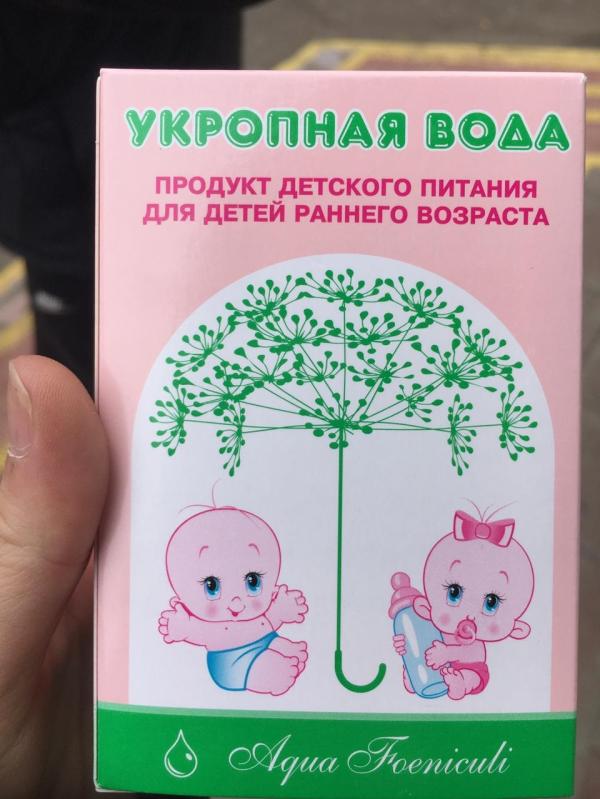 УКРОПНАЯ ВОДА
ПРОДУКТ ДЕТСКОГО ПИТАНИЯ
ДЛЯ ДЕТЕЙ РАННЕГО ВОЗРАСТА
Aqua Foeniculi